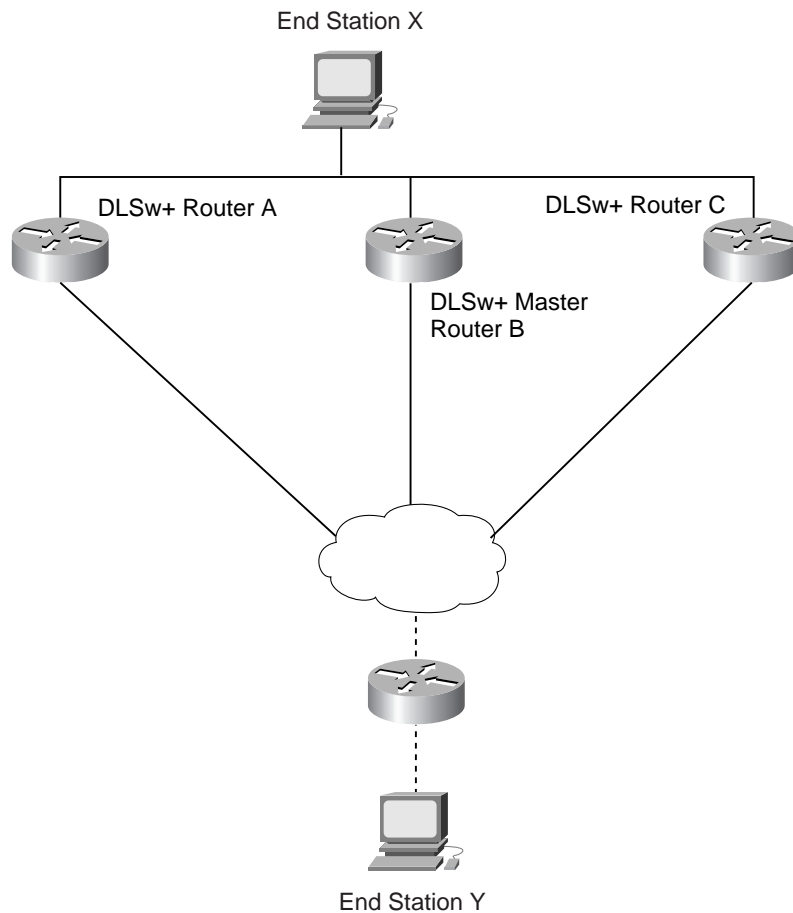 End Station X
DLSw+ Router A
DLSw+ Router C
DLSw+ Master
Router B
End Station Y